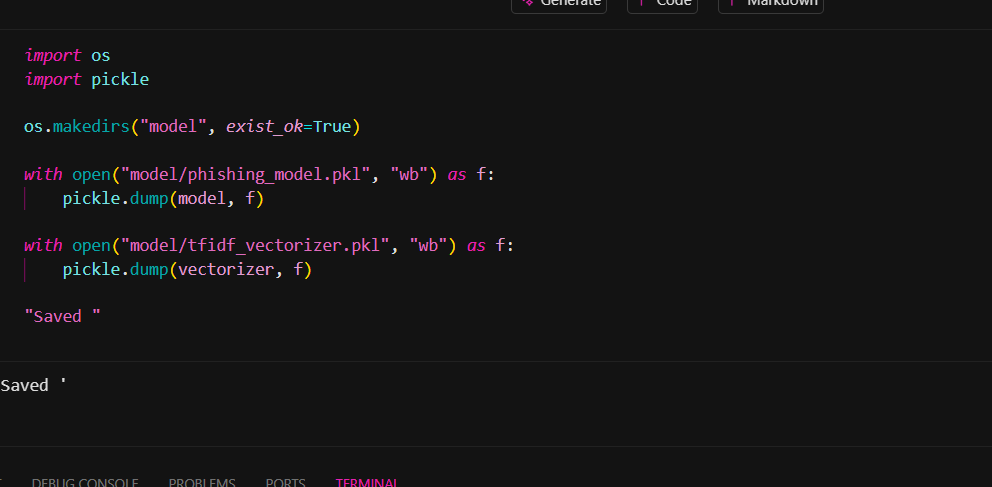 Generate Code Markdown
import os
import pickle
os.makedirs("model", exist_ok=True)
with open("model/phishing_model.pkl", "wb") as f:
    pickle.dump(model, f)
with open("model/tfidf_vectorizer.pkl", "wb") as f:
    pickle.dump(vectorizer, f)
"Saved "
Saved '
DEBUG CONSOLE PROBLEMS PORTS TERMINAL